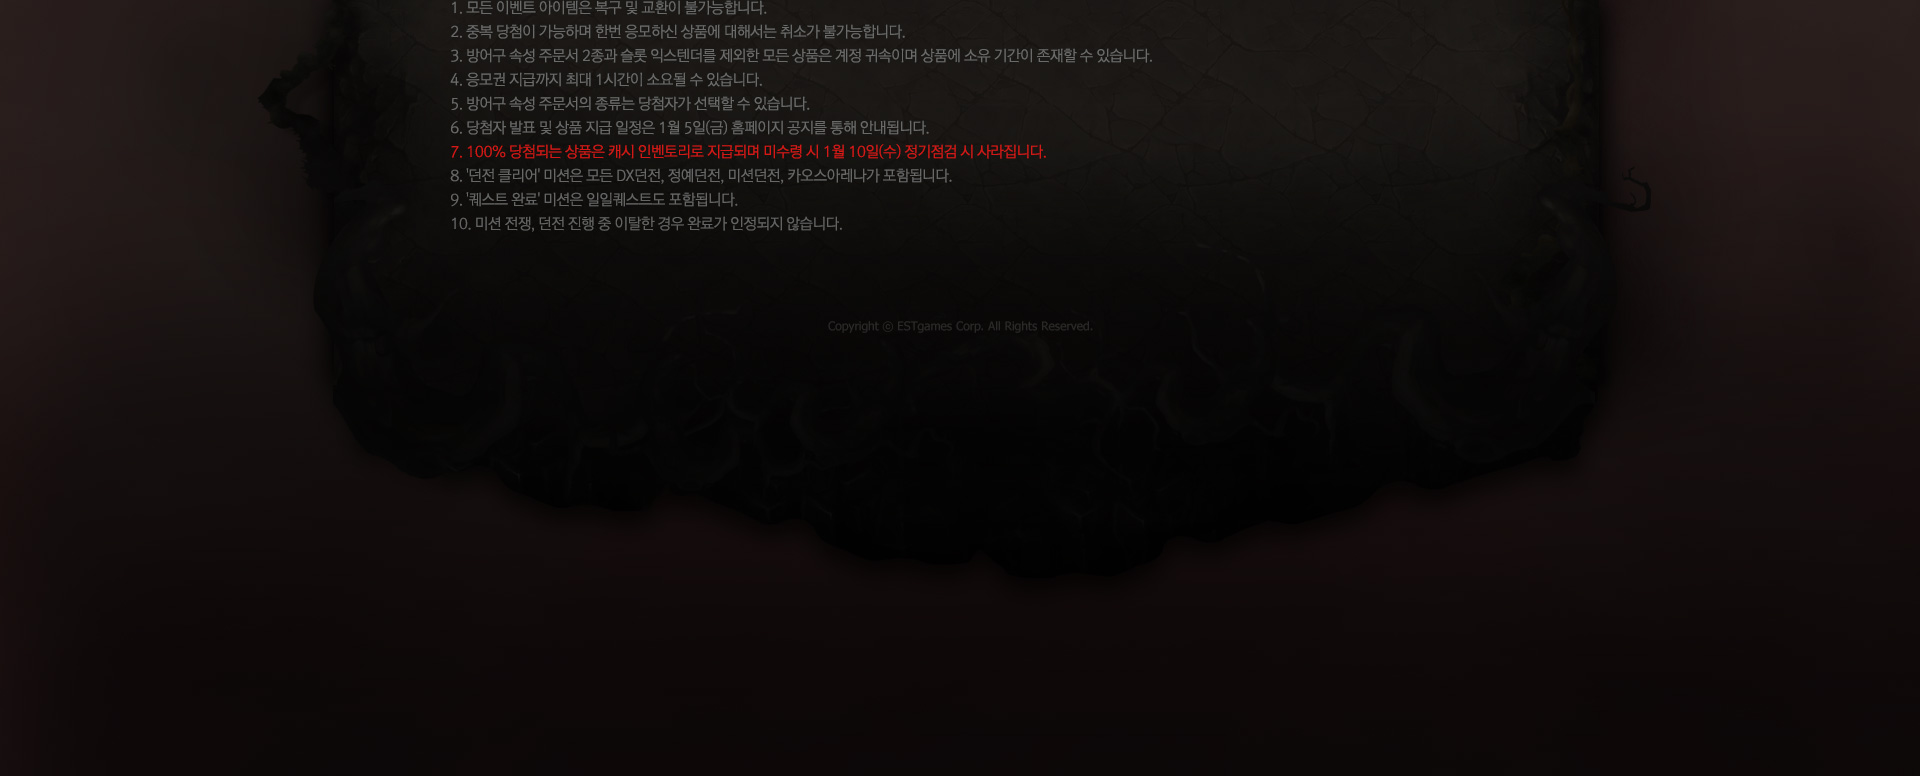 1. 모든 이벤트 아이템은 복구 및 교환이 불가능합니다.
2. 중복 당첨이 가능하며 한번 응모하신 상품에 대해서는 취소가 불가능합니다.
3. 방어구 속성 주문서 2종과 슬롯 익스텐더를 제외한 모든 상품은 계정 귀속이며 상품에 소유 기간이 존재할 수 있습니다.
4. 응모권 지급까지 최대 1시간이 소요될 수 있습니다.
5. 방어구 속성 주문서의 종류는 당첨자가 선택할 수 있습니다.
6. 당첨자 발표 및 상품 지급 일정은 1월 5일(금) 홈페이지 공지를 통해 안내됩니다.
7. 100% 당첨되는 상품은 캐시 인벤토리로 지급되며 미수령 시 1월 10일(수) 정기점검 시 사라집니다.
8. '던전 클리어' 미션은 모든 DX던전, 정예던전, 미션던전, 카오스아레나가 포함됩니다.
9. '퀘스트 완료' 미션은 일일퀘스트도 포함됩니다.
10. 미션 전쟁, 던전 진행 중 이탈한 경우 완료가 인정되지 않습니다.
Copyright ⓒ ESTgames Corp. All Rights Reserved.